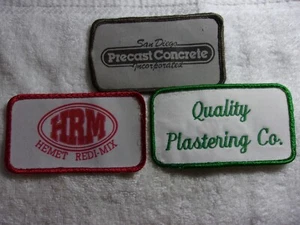 San Diego
Precast Concrete
Incorporated
HRM
HEMET REDI-MIX
Quality
Plastering Co.